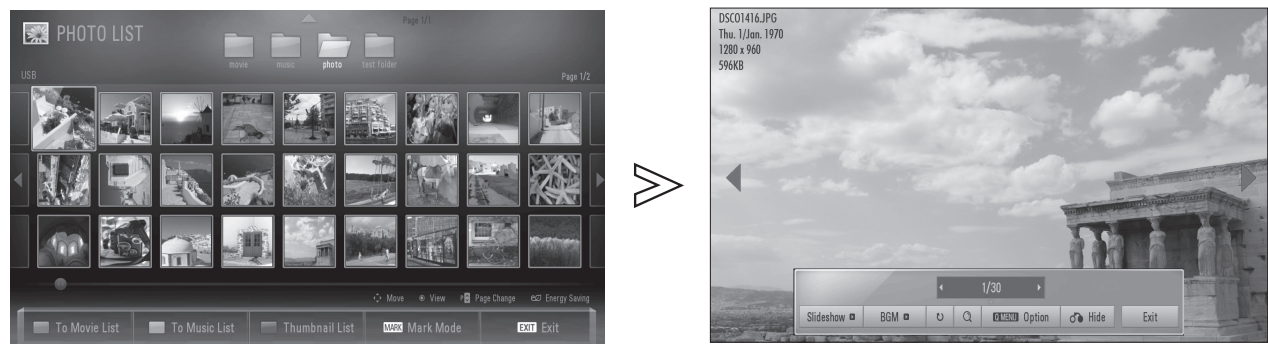 PHOTO LIST
Page 1/1
movie
music
photo
test folder
USB
Page 1/2
Move
View
P Page Change
Energy Saving
To Movie List
To Music List
Thumbnail List
MARK Mark Mode
EXIT Exit
DSC01416.JPG
Thu. 1/Jan. 1970
1280 x 960
596KB
1/30
Slideshow
BGM
Q.MENU Option
Hide
Exit